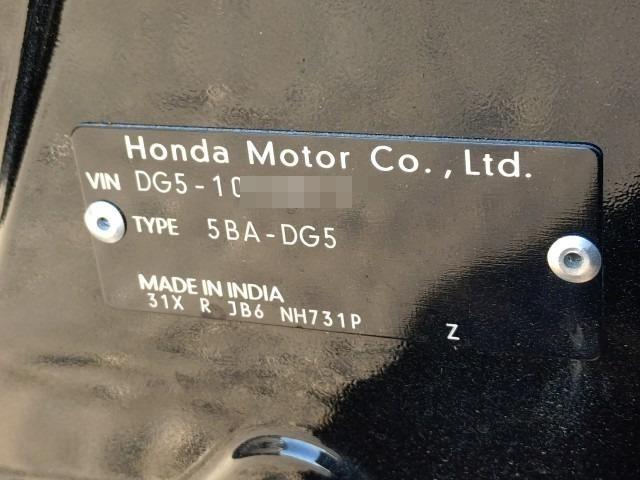 Honda Motor Co., Ltd.
VIN DG5-10
TYPE 5BA-DG5
MADE IN INDIA
31X R JB6 NH731P
Z